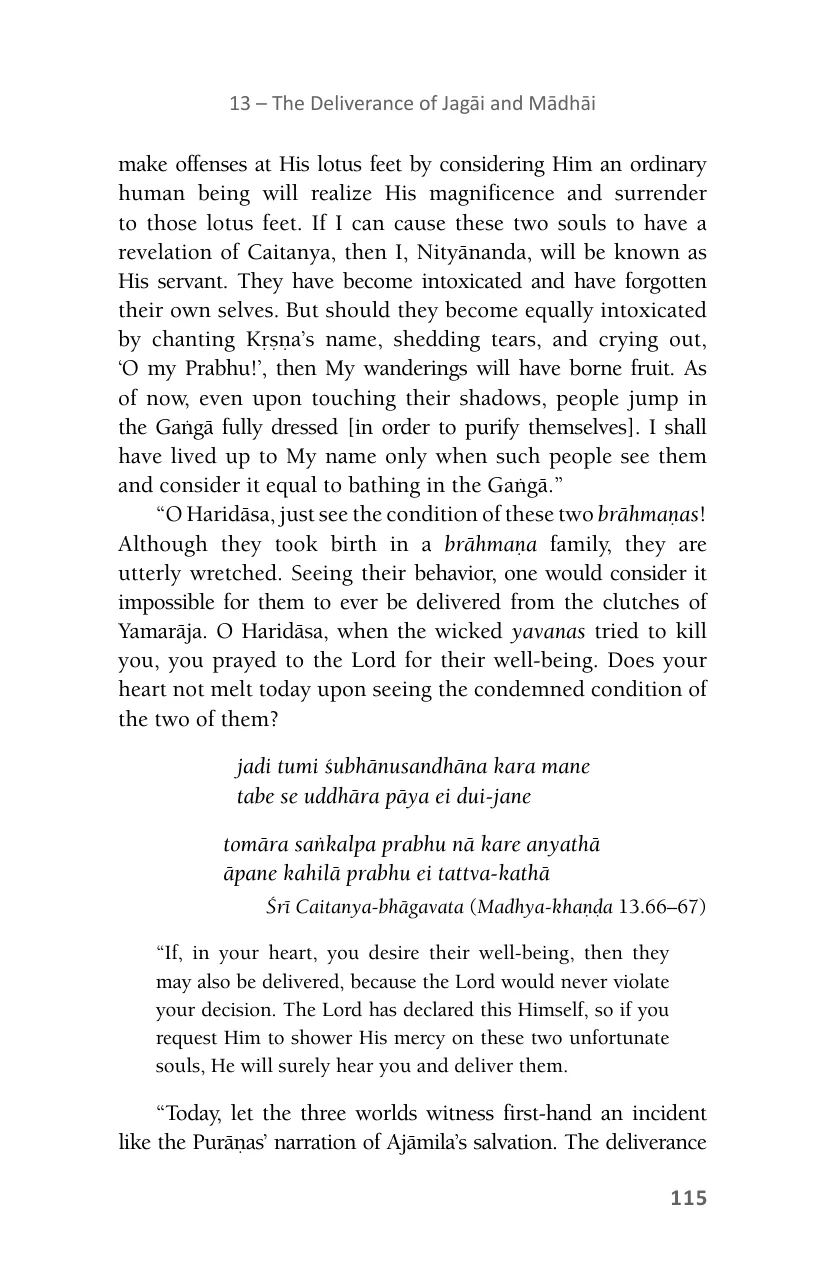 13 – The Deliverance of Jagāi and Mādhāi
make offenses at His lotus feet by considering Him an ordinary
human being will realize His magnificence and surrender
to those lotus feet. If I can cause these two souls to have a
revelation of Caitanya, then I, Nityānanda, will be known as
His servant. They have become intoxicated and have forgotten
their own selves. But should they become equally intoxicated
by chanting Kṛṣṇa’s name, shedding tears, and crying out,
‘O my Prabhu!’, then My wanderings will have borne fruit. As
of now, even upon touching their shadows, people jump in
the Gaṅgā fully dressed [in order to purify themselves]. I shall
have lived up to My name only when such people see them
and consider it equal to bathing in the Gaṅgā.”
“O Haridāsa, just see the condition of these two brāhmaṇas!
Although they took birth in a brāhmaṇa family, they are
utterly wretched. Seeing their behavior, one would consider it
impossible for them to ever be delivered from the clutches of
Yamarāja. O Haridāsa, when the wicked yavanas tried to kill
you, you prayed to the Lord for their well-being. Does your
heart not melt today upon seeing the condemned condition of
the two of them?
jadi tumi śubhānusandhāna kara mane
tabe se uddhāra pāya ei dui-jane
tomāra saṅkalpa prabhu nā kare anyathā
āpane kahilā prabhu ei tattva-kathā
Śrī Caitanya-bhāgavata (Madhya-khaṇḍa 13.66–67)
“If, in your heart, you desire their well-being, then they
may also be delivered, because the Lord would never violate
your decision. The Lord has declared this Himself, so if you
request Him to shower His mercy on these two unfortunate
souls, He will surely hear you and deliver them.
“Today, let the three worlds witness first-hand an incident
like the Purāṇas’ narration of Ajāmila’s salvation. The deliverance
115